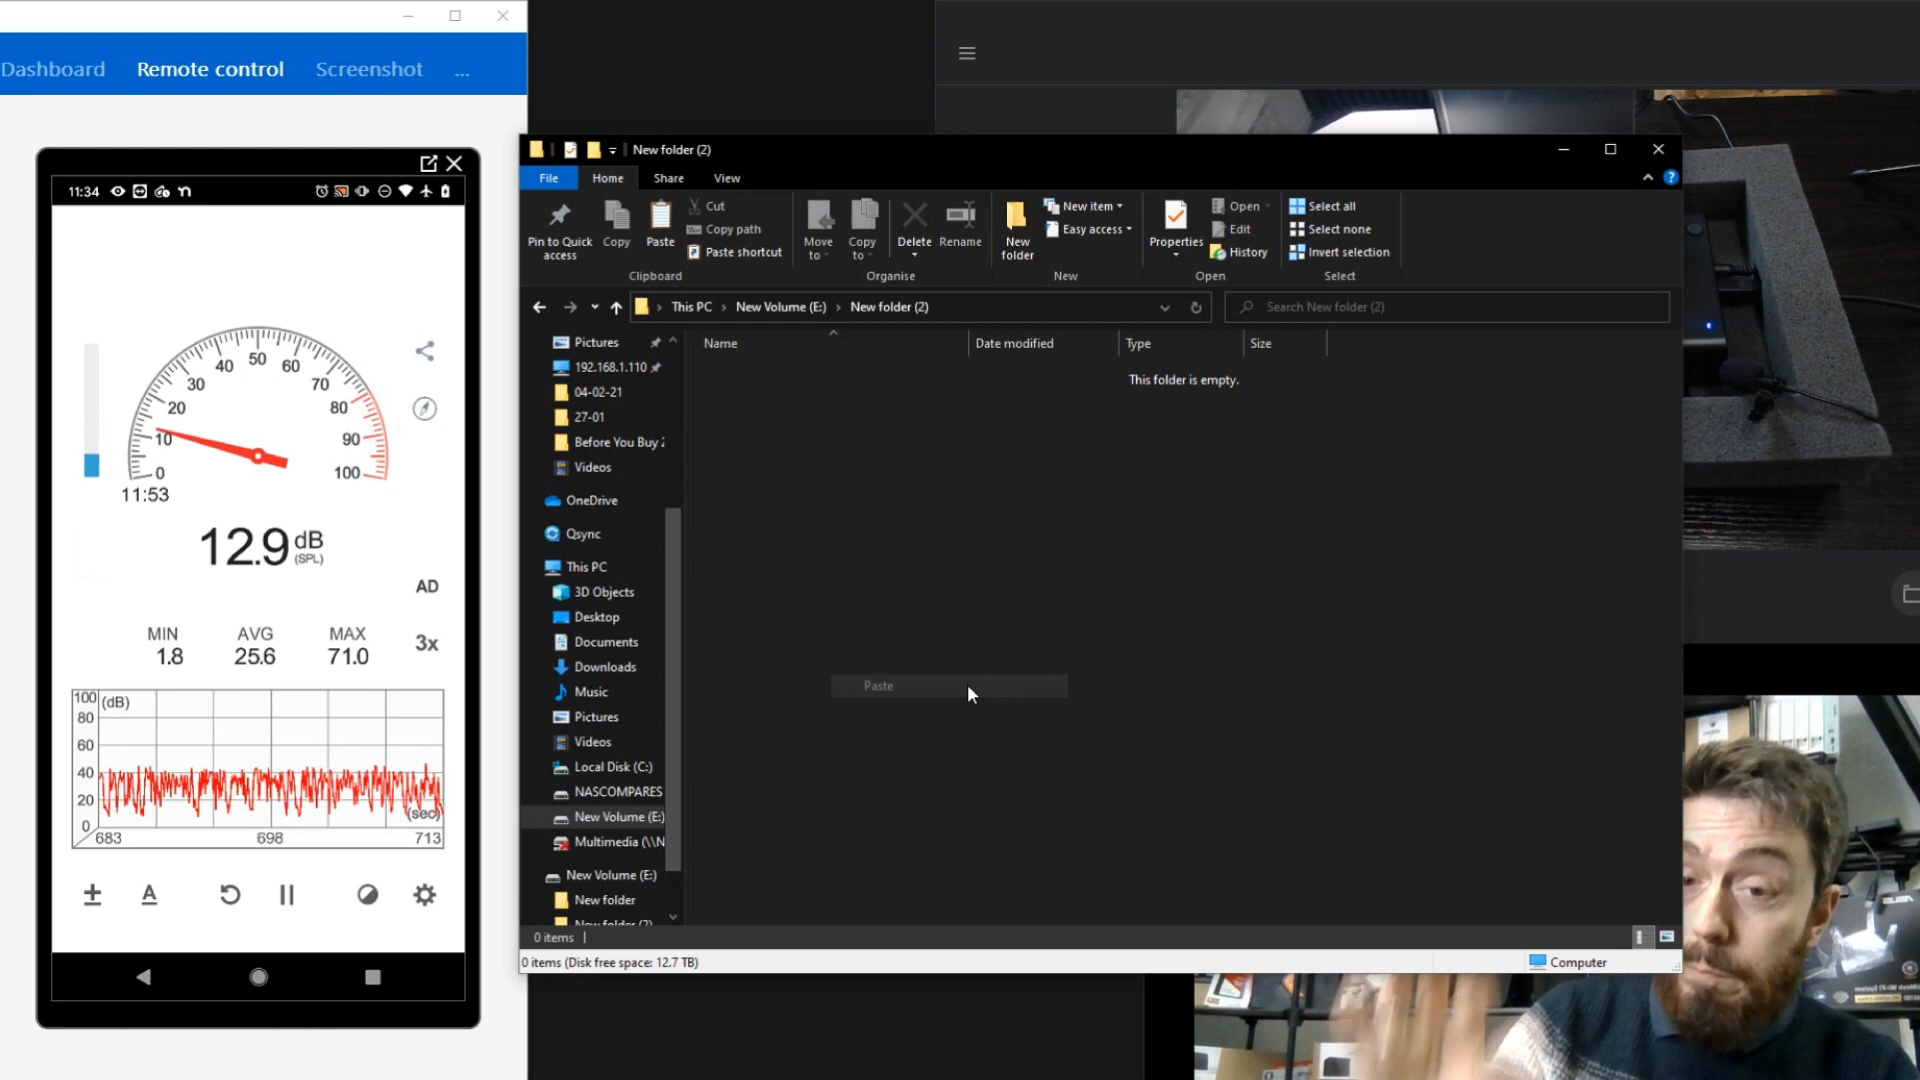 Dashboard
Remote control
Screenshot
...
11:34
0
10
20
30
40
50
60
70
80
90
100
11:53
12.9 dB
(SPL)
AD
MIN
AVG
MAX
1.8
25.6
71.0
3x
100
(dB)
80
60
40
20
0
(sec)
683
698
713
A
New folder (2)
File
Home
Share
View
Pin to Quick
access
Copy
Paste
Cut
Copy path
Paste shortcut
Clipboard
Move
to
Copy
to
Delete
Rename
Organise
New
folder
New item
Easy access
New
Properties
Open
Edit
History
Open
Select all
Select none
Invert selection
Select
This PC
New Volume (E:)
New folder (2)
Search New folder (2)
Name
Date modified
Type
Size
This folder is empty.
Pictures
192.168.1.110
04-02-21
27-01
Before You Buy 2
Videos
OneDrive
Qsync
This PC
3D Objects
Desktop
Documents
Downloads
Music
Pictures
Videos
Local Disk (C:)
NASCOMPARES
New Volume (E:)
Multimedia (\\N
New Volume (E:)
New folder
New folder (2)
Paste
0 items
0 items (Disk free space: 12.7 TB)
Computer